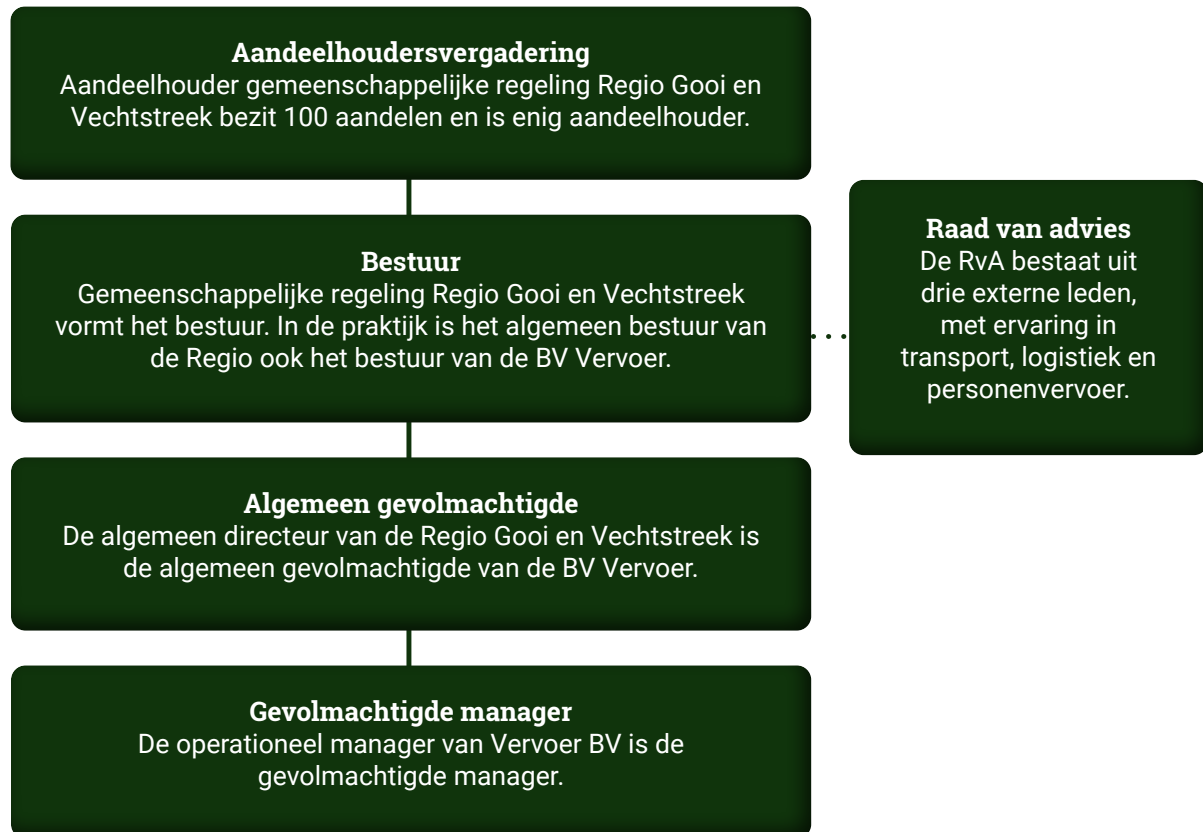 Aandeelhoudersvergadering
Aandeelhouder gemeenschappelijke regeling Regio Gooi en
Vechtstreek bezit 100 aandelen en is enig aandeelhouder.
Bestuur
Gemeenschappelijke regeling Regio Gooi en Vechtstreek
vormt het bestuur. In de praktijk is het algemeen bestuur van
de Regio ook het bestuur van de BV Vervoer.
Raad van advies
De RvA bestaat uit
drie externe leden,
met ervaring in
transport, logistiek en
personenvervoer.
Algemeen gevolmachtigde
De algemeen directeur van de Regio Gooi en Vechtstreek is
de algemeen gevolmachtigde van de BV Vervoer.
Gevolmachtigde manager
De operationeel manager van Vervoer BV is de
gevolmachtigde manager.